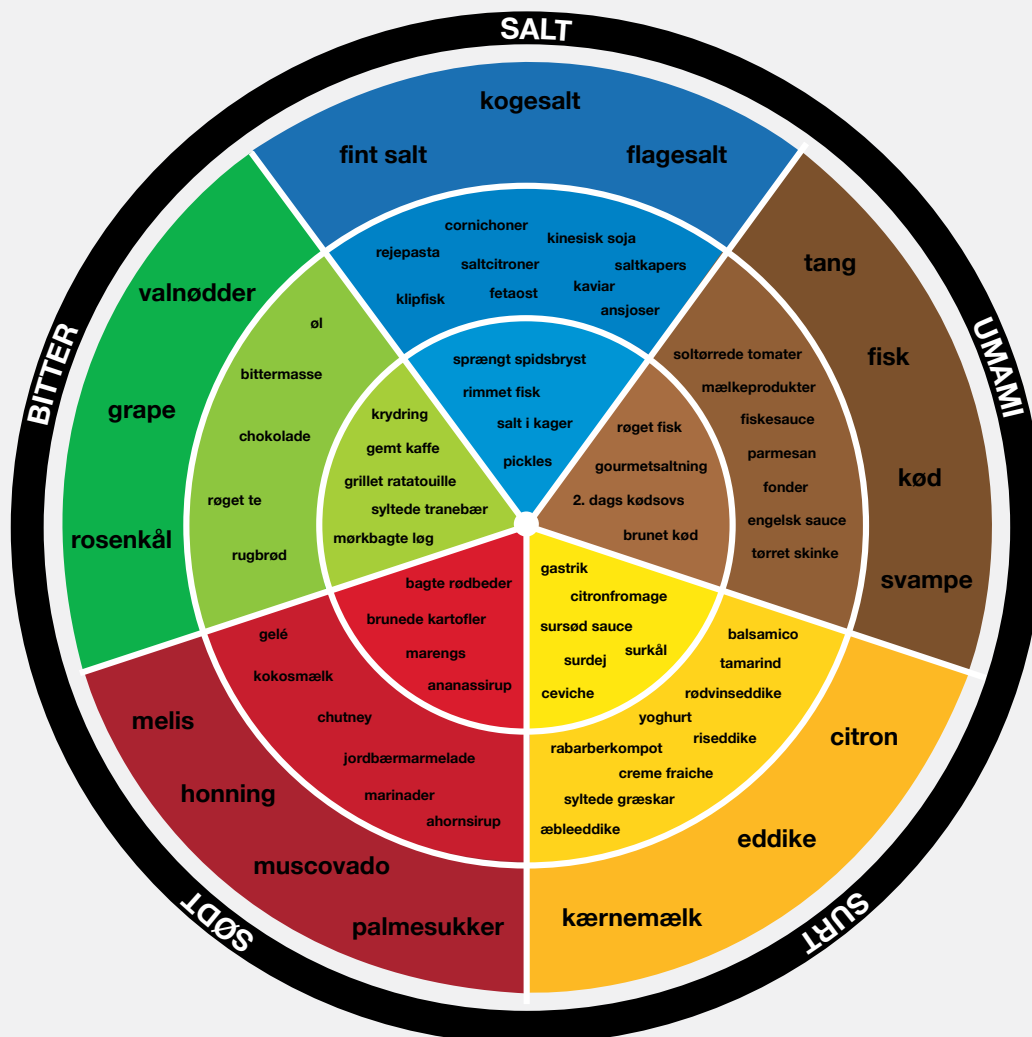 SALT
kogesalt
fint salt
flagesalt
cornichoner
kinesisk soja
rejepasta
saltcitroner
saltkapers
klipfisk
fetaost
kaviar
ansjoser
sprængt spidsbryst
rimmet fisk
salt i kager
pickles
UMAMI
tang
fisk
kød
svampe
soltørrede tomater
mælkeprodukter
fiskesauce
parmesan
fonder
engelsk sauce
tørret skinke
røget fisk
gourmetsaltning
2. dags kødsovs
brunet kød
SURT
citron
eddike
kærnemælk
balsamico
tamarind
rødvinseddike
yoghurt
riseddike
rabarberkompot
creme fraiche
syltede græskar
æbleeddike
gastrik
citronfromage
sursød sauce
surkål
surdej
ceviche
SØDT
melis
honning
muscovado
palmesukker
gelé
kokosmælk
chutney
jordbærmarmelade
marinader
ahornsirup
bagte rødbeder
brunede kartofler
marengs
ananassirup
BITTER
valnødder
grape
rosenkål
øl
bittermasse
chokolade
røget te
rugbrød
krydring
gemt kaffe
grillet ratatouille
syltede tranebær
mørkbagte løg